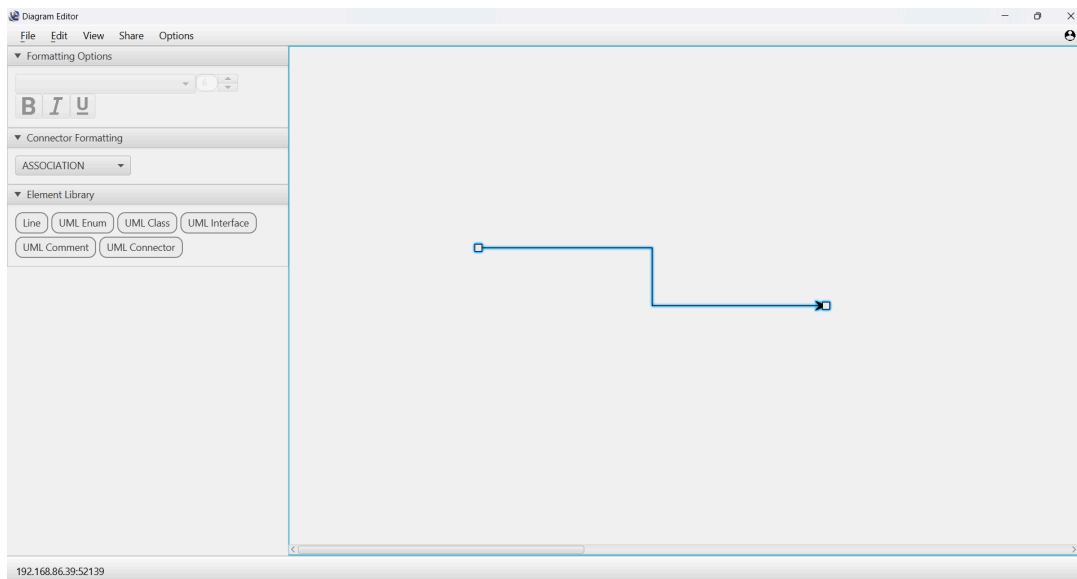 Diagram Editor
File Edit View Share Options
Formatting Options
6
B I U
Connector Formatting
ASSOCIATION
Element Library
Line UML Enum UML Class UML Interface
UML Comment UML Connector
192.168.86.39:52139